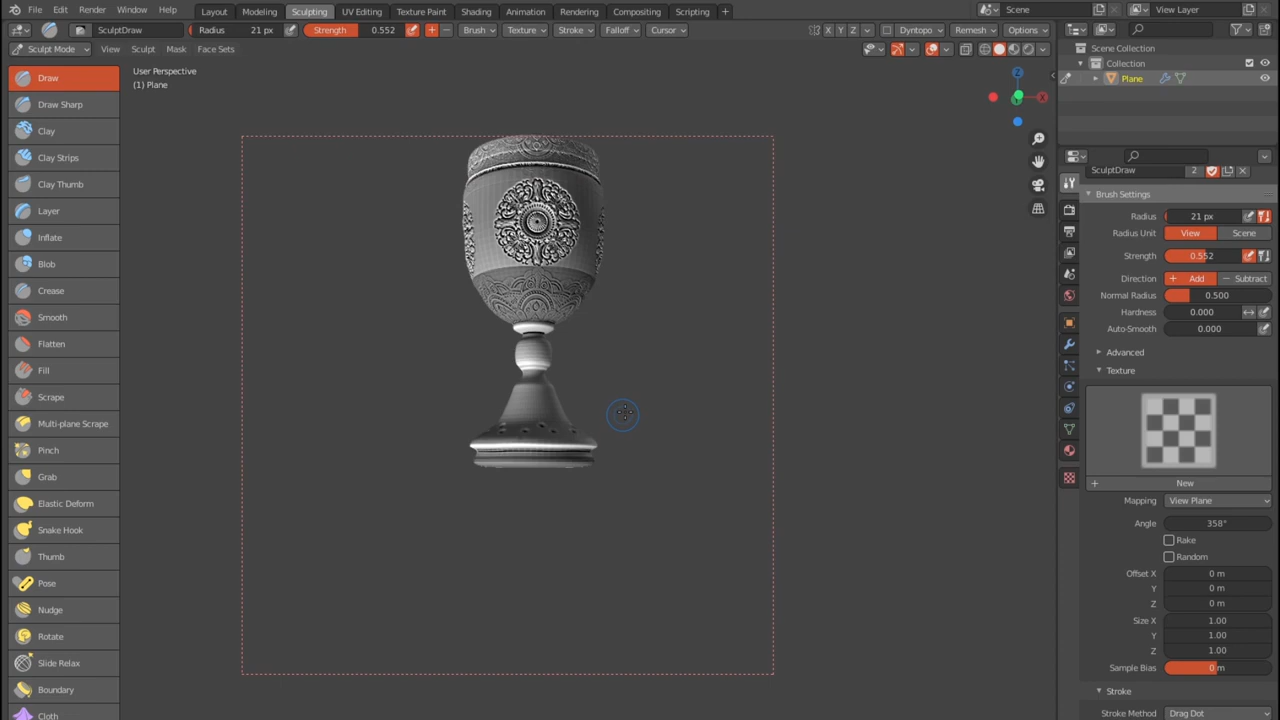 File Edit Render Window Help Layout Modeling Sculpting UV Editing Texture Paint Shading Animation Rendering Compositing Scripting + Scene View Layer
SculptDraw Radius 21 px Strength 0.552 + − Brush Texture Stroke Falloff Cursor X Y Z Dyntopo Remesh Options
Sculpt Mode View Sculpt Mask Face Sets
User Perspective
(1) Plane
Draw
Draw Sharp
Clay
Clay Strips
Clay Thumb
Layer
Inflate
Blob
Crease
Smooth
Flatten
Fill
Scrape
Multi-plane Scrape
Pinch
Grab
Elastic Deform
Snake Hook
Thumb
Pose
Nudge
Rotate
Slide Relax
Boundary
Cloth
Z
X
Y
Scene Collection
Collection
Plane
SculptDraw 2
Brush Settings
Radius 21 px
Radius Unit View Scene
Strength 0.552
Direction + Add − Subtract
Normal Radius 0.500
Hardness 0.000
Auto-Smooth 0.000
Advanced
Texture
+ New
Mapping View Plane
Angle 358°
Rake
Random
Offset X 0 m
Y 0 m
Z 0 m
Size X 1.00
Y 1.00
Z 1.00
Sample Bias 0 m
Stroke
Stroke Method Drag Dot